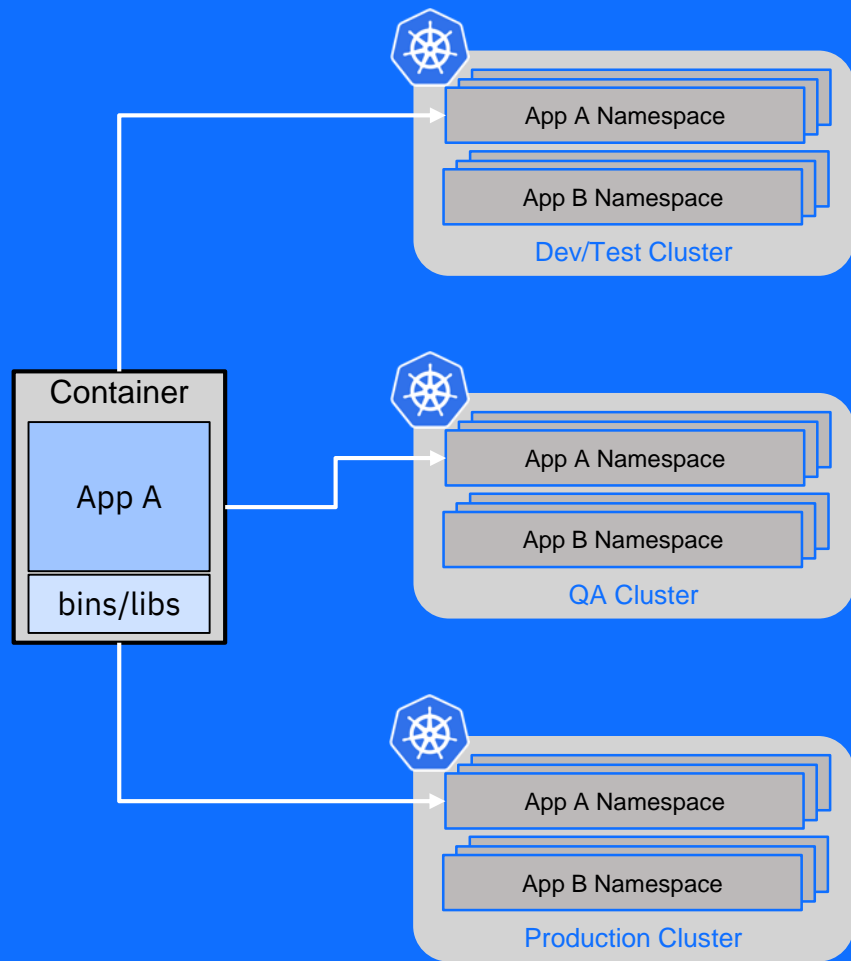 App A Namespace
App B Namespace
Dev/Test Cluster
Container
App A
bins/libs
App A Namespace
App B Namespace
QA Cluster
App A Namespace
App B Namespace
Production Cluster